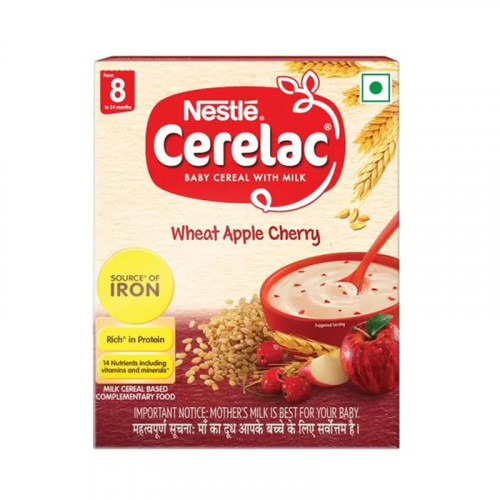 From
8
to 24 months
Nestlé®
Cerelac®
BABY CEREAL WITH MILK
Wheat Apple Cherry
SOURCE* OF
IRON
Rich^ in Protein
14 Nutrients including
vitamins and minerals*
Suggested Serving
MILK CEREAL BASED
COMPLEMENTARY FOOD
IMPORTANT NOTICE: MOTHER'S MILK IS BEST FOR YOUR BABY.
महत्वपूर्ण सूचना: माँ का दूध आपके बच्चे के लिए सर्वोत्तम है।